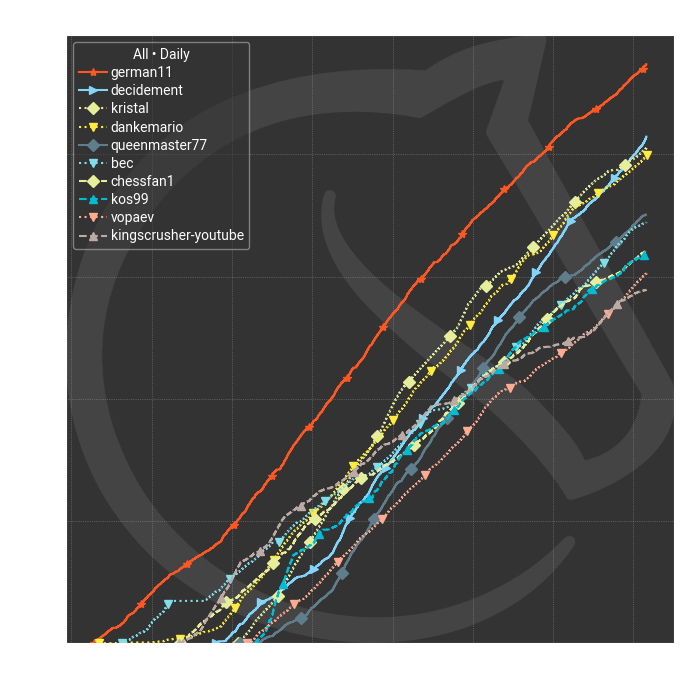 All • Daily
german11
decidement
kristal
dankemario
queenmaster77
bec
chessfan1
kos99
vopaev
kingscrusher-youtube